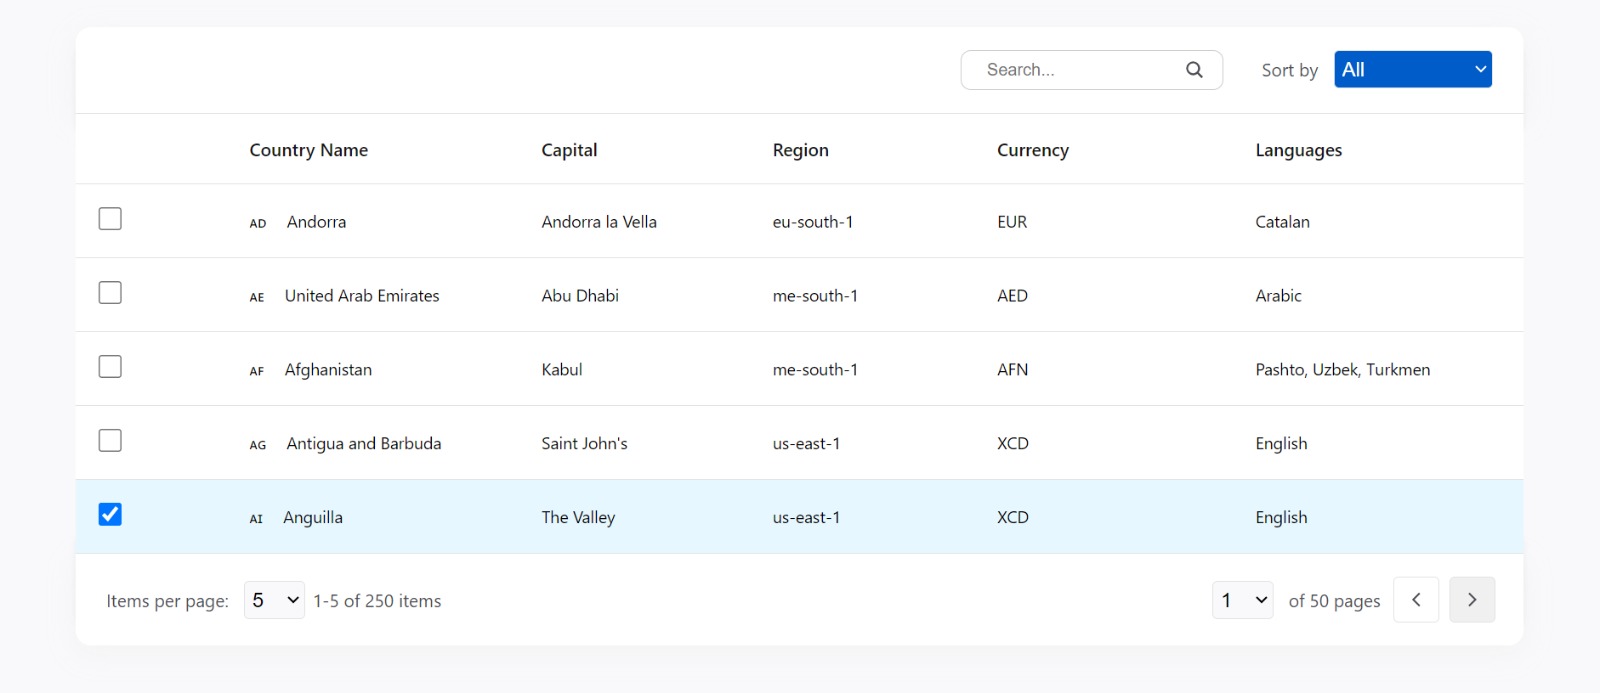 Search... Sort by All
Country Name Capital Region Currency Languages
AD Andorra Andorra la Vella eu-south-1 EUR Catalan
AE United Arab Emirates Abu Dhabi me-south-1 AED Arabic
AF Afghanistan Kabul me-south-1 AFN Pashto, Uzbek, Turkmen
AG Antigua and Barbuda Saint John's us-east-1 XCD English
AI Anguilla The Valley us-east-1 XCD English
Items per page: 5 1-5 of 250 items 1 of 50 pages